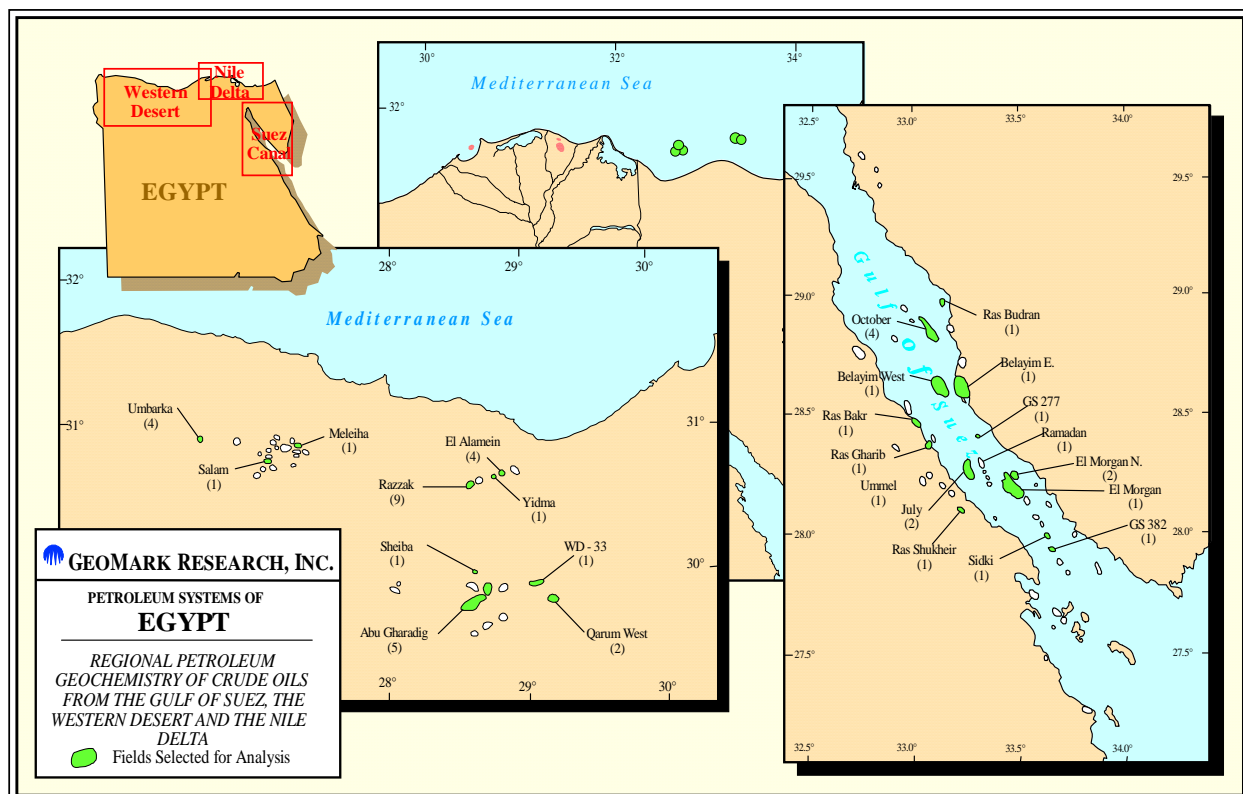 Nile
Delta
Western
Desert
Suez
Canal
EGYPT
30°
32°
34°
Mediterranean Sea
32°
28°
29°
30°
32°
Mediterranean Sea
31°
31°
Umbarka
(4)
Meleiha
(1)
Salam
(1)
El Alamein
(4)
Razzak
(9)
Yidma
(1)
Sheiba
(1)
WD - 33
(1)
30°
Abu Gharadig
(5)
Qarum West
(2)
28°
29°
30°
32.5°
33.0°
33.5°
34.0°
29.5°
29.5°
Gulf of Suez
29.0°
29.0°
Ras Budran
(1)
October
(4)
Belayim E.
(1)
Belayim West
(1)
GS 277
(1)
28.5°
28.5°
Ras Bakr
(1)
Ramadan
(1)
Ras Gharib
(1)
El Morgan N.
(2)
Ummel
(1)
El Morgan
(1)
July
(2)
GS 382
(1)
28.0°
28.0°
Ras Shukheir
(1)
Sidki
(1)
27.5°
27.5°
32.5°
33.0°
33.5°
34.0°
GEOMARK RESEARCH, INC.
PETROLEUM SYSTEMS OF
EGYPT
REGIONAL PETROLEUM
GEOCHEMISTRY OF CRUDE OILS
FROM THE GULF OF SUEZ, THE
WESTERN DESERT AND THE NILE
DELTA
Fields Selected for Analysis